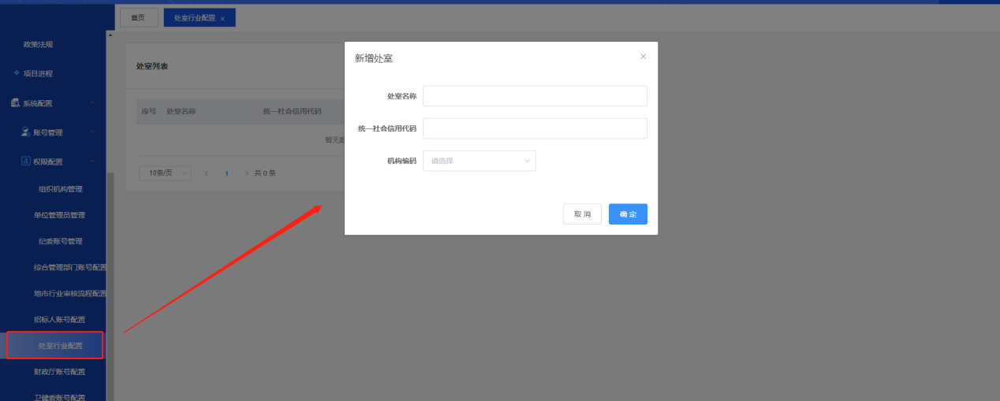 首页
处室行业配置 ×
政策法规
项目进程
系统配置
账号管理
权限配置
组织机构管理
单位管理员管理
纪委账号管理
综合管理部门账号配置
地市行业审核流程配置
招标人账号配置
处室行业配置
财政厅账号配置
卫健委账号配置
处室列表
序号 处室名称 统一社会信用代码
暂无数
10条/页 1 共 0 条
新增处室
处室名称
统一社会信用代码
机构编码 请选择
取 消 确 定